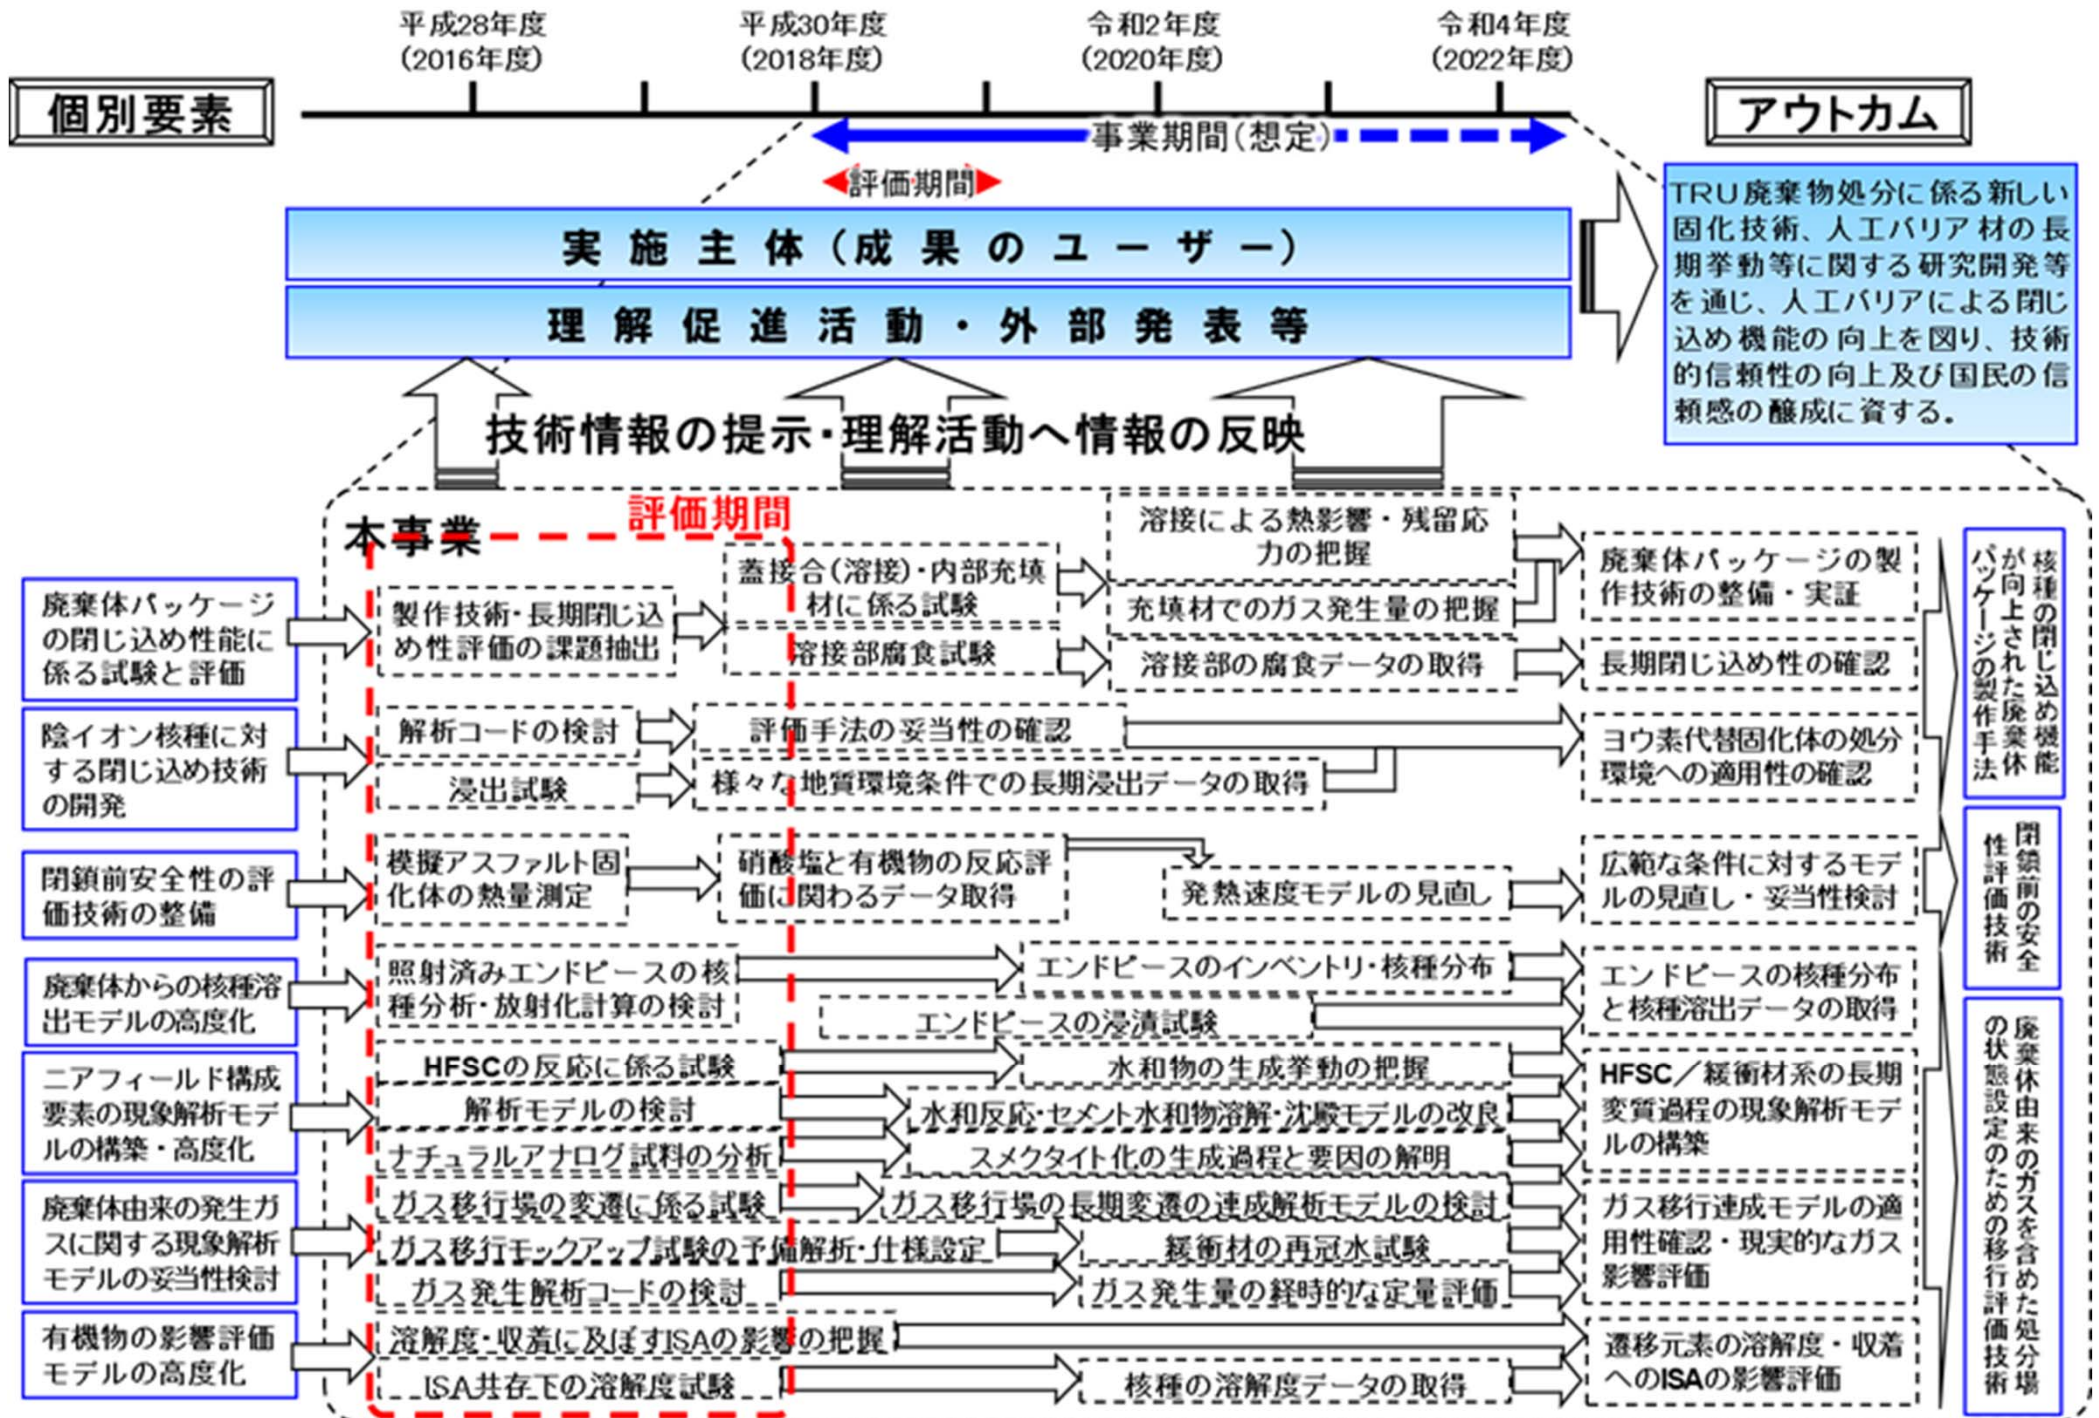 平成28年度
(2016年度)
平成30年度
(2018年度)
令和2年度
(2020年度)
令和4年度
(2022年度)
個別要素
アウトカム
事業期間(想定)
評価期間
実施主体(成果のユーザー)
理解促進活動・外部発表等
TRU廃棄物処分に係る新しい
固化技術、人工バリア材の長
期挙動等に関する研究開発等
を通じ、人工バリアによる閉じ
込め機能の向上を図り、技術
的信頼性の向上及び国民の信
頼感の醸成に資する。
技術情報の提示・理解活動へ情報の反映
本事業
評価期間
廃棄体パッケージ
の閉じ込め性能に
係る試験と評価
製作技術・長期閉じ込
め性評価の課題抽出
蓋接合(溶接)・内部充填
材に係る試験
溶接部腐食試験
溶接による熱影響・残留応
力の把握
充填材でのガス発生量の把握
溶接部の腐食データの取得
廃棄体パッケージの製
作技術の整備・実証
長期閉じ込め性の確認
陰イオン核種に対
する閉じ込め技術
の開発
解析コードの検討
浸出試験
評価手法の妥当性の確認
様々な地質環境条件での長期浸出データの取得
ヨウ素代替固化体の処分
環境への適用性の確認
閉鎖前安全性の評
価技術の整備
模擬アスファルト固
化体の熱量測定
硝酸塩と有機物の反応評
価に関わるデータ取得
発熱速度モデルの見直し
広範な条件に対するモデ
ルの見直し・妥当性検討
廃棄体からの核種溶
出モデルの高度化
照射済みエンドピースの核
種分析・放射化計算の検討
エンドピースのインベントリ・核種分布
エンドピースの浸漬試験
エンドピースの核種分布
と核種溶出データの取得
ニアフィールド構成
要素の現象解析モデ
ルの構築・高度化
HFSCの反応に係る試験
解析モデルの検討
ナチュラルアナログ試料の分析
水和物の生成挙動の把握
水和反応・セメント水和物溶解・沈殿モデルの改良
スメクタイト化の生成過程と要因の解明
HFSC／緩衝材系の長期
変質過程の現象解析モデ
ルの構築
廃棄体由来の発生ガ
スに関する現象解析
モデルの妥当性検討
ガス移行場の変遷に係る試験
ガス移行モックアップ試験の予備解析・仕様設定
ガス発生解析コードの検討
ガス移行場の長期変遷の連成解析モデルの検討
緩衝材の再冠水試験
ガス発生量の経時的な定量評価
ガス移行連成モデルの適
用性確認・現実的なガス
影響評価
有機物の影響評価
モデルの高度化
溶解度・収着に及ぼすISAの影響の把握
ISA共存下の溶解度試験
核種の溶解度データの取得
遷移元素の溶解度・収着
へのISAの影響評価
核種の閉じ込め機能
が向上された廃棄体
パッケージの製作手法
閉鎖前の安全
性評価技術
廃棄体由来のガスを含めた処分場
の状態設定のための移行評価技術